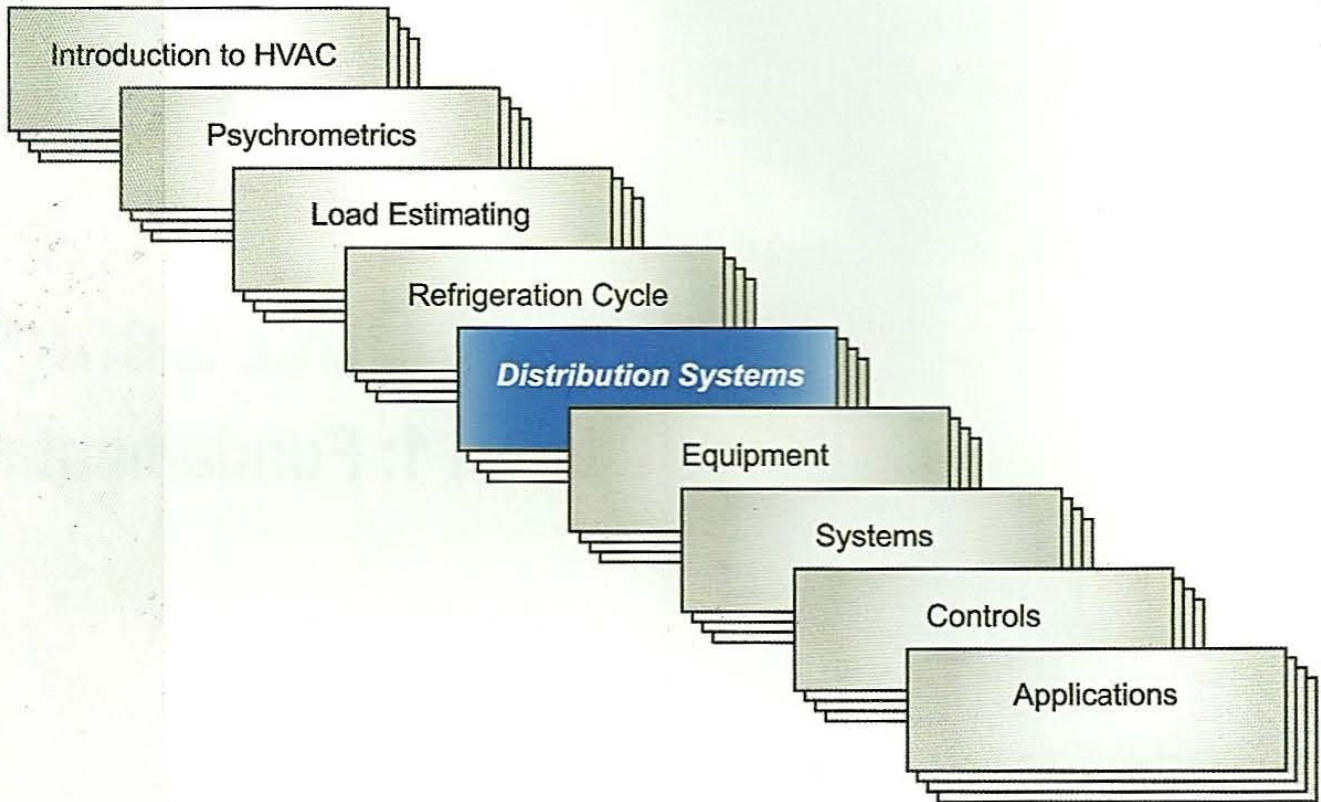 Introduction to HVAC
Psychrometrics
Load Estimating
Refrigeration Cycle
Distribution Systems
Equipment
Systems
Controls
Applications